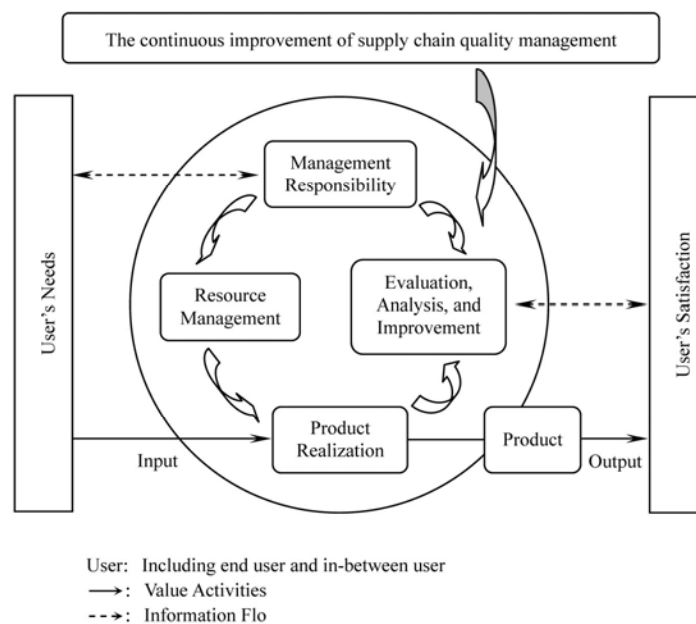 The continuous improvement of supply chain quality management
Management
Responsibility
User's Needs
Resource
Management
Evaluation,
Analysis, and
Improvement
User's Satisfaction
Product
Realization
Product
Input
Output
User: Including end user and in-between user
: Value Activities
: Information Flo